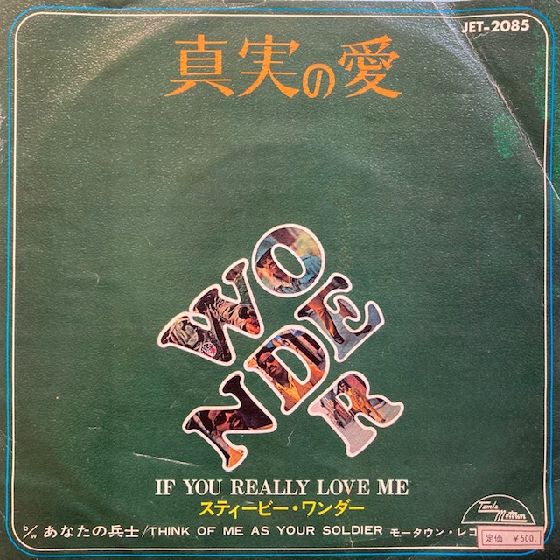 JET-2085
真実の愛
WO
NDE
R
IF YOU REALLY LOVE ME
スティービー・ワンダー
b/w あなたの兵士/THINK OF ME AS YOUR SOLDIER モータウン・レコ
Tamla Motown
定価 ¥500.